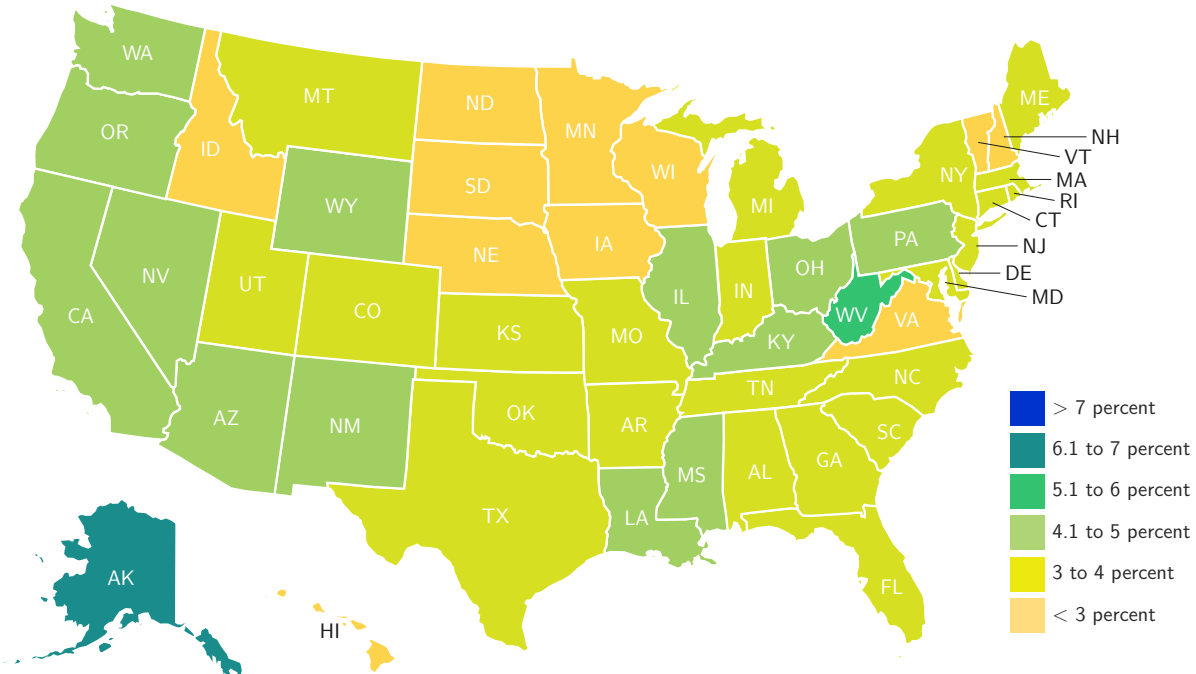 WA
MT
ME
ND
OR
MN
NH
ID
VT
WI
NY
MA
SD
RI
WY
MI
CT
PA
NJ
IA
NE
OH
DE
NV
UT
IN
MD
IL
CO
WV
CA
VA
KS
MO
KY
NC
TN
OK
AZ
NM
AR
SC
> 7 percent
GA
6.1 to 7 percent
AL
MS
5.1 to 6 percent
TX
LA
4.1 to 5 percent
AK
3 to 4 percent
FL
< 3 percent
HI